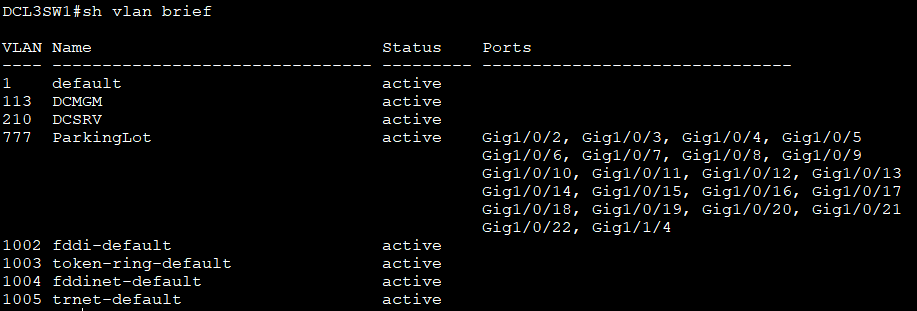 DCL3SW1#sh vlan brief
VLAN Name                             Status    Ports
---- -------------------------------- --------- -------------------------------
1    default                          active
113  DCMGM                            active
210  DCSRV                            active
777  ParkingLot                       active    Gig1/0/2, Gig1/0/3, Gig1/0/4, Gig1/0/5
                                                Gig1/0/6, Gig1/0/7, Gig1/0/8, Gig1/0/9
                                                Gig1/0/10, Gig1/0/11, Gig1/0/12, Gig1/0/13
                                                Gig1/0/14, Gig1/0/15, Gig1/0/16, Gig1/0/17
                                                Gig1/0/18, Gig1/0/19, Gig1/0/20, Gig1/0/21
                                                Gig1/0/22, Gig1/1/4
1002 fddi-default                     active
1003 token-ring-default               active
1004 fddinet-default                  active
1005 trnet-default                    active